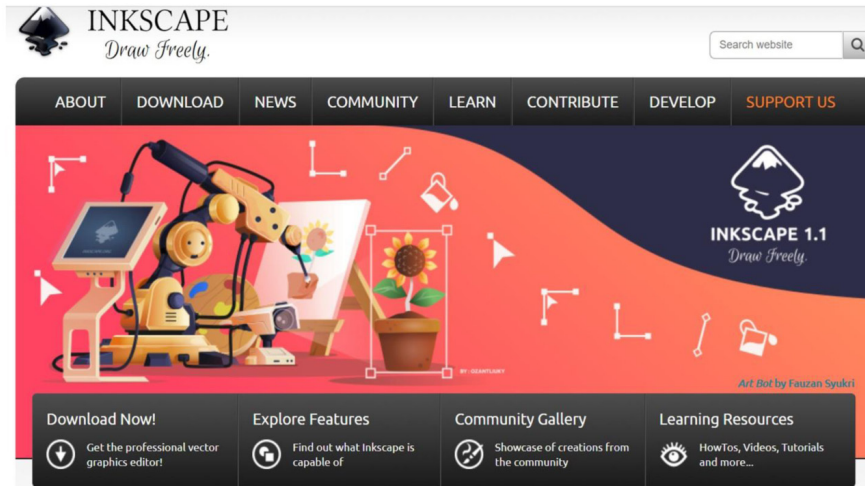 INKSCAPE
Draw Freely.
Search website
ABOUT DOWNLOAD NEWS COMMUNITY LEARN CONTRIBUTE DEVELOP SUPPORT US
INKSCAPE 1.1
Draw Freely.
Art Bot by Fauzan Syukri
Download Now!
Get the professional vector
graphics editor!
Explore Features
Find out what Inkscape is
capable of
Community Gallery
Showcase of creations from
the community
Learning Resources
HowTos, Videos, Tutorials
and more...